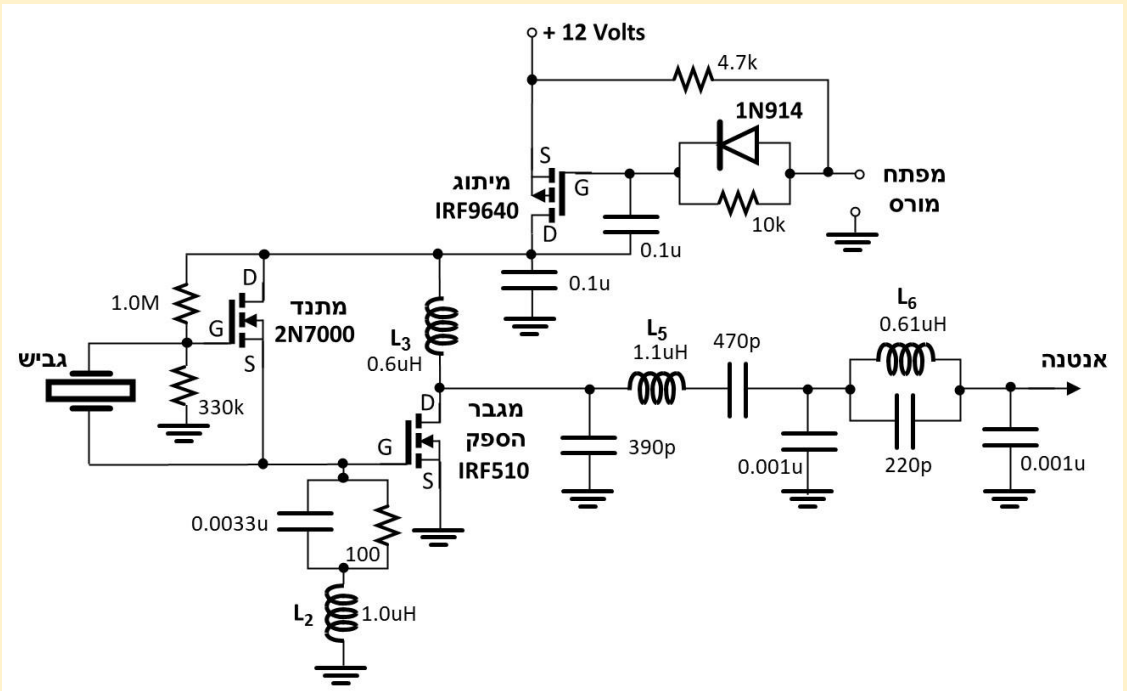 + 12 Volts
4.7k
1N914
S
G
D
מיתוג
IRF9640
מפתח
מורס
10k
0.1u
0.1u
1.0M
D
G
S
מתנד
2N7000
גביש
330k
L3
0.6uH
L5
1.1uH
470p
L6
0.61uH
אנטנה
D
G
S
מגבר
הספק
IRF510
390p
0.001u
220p
0.001u
0.0033u
100
L2
1.0uH